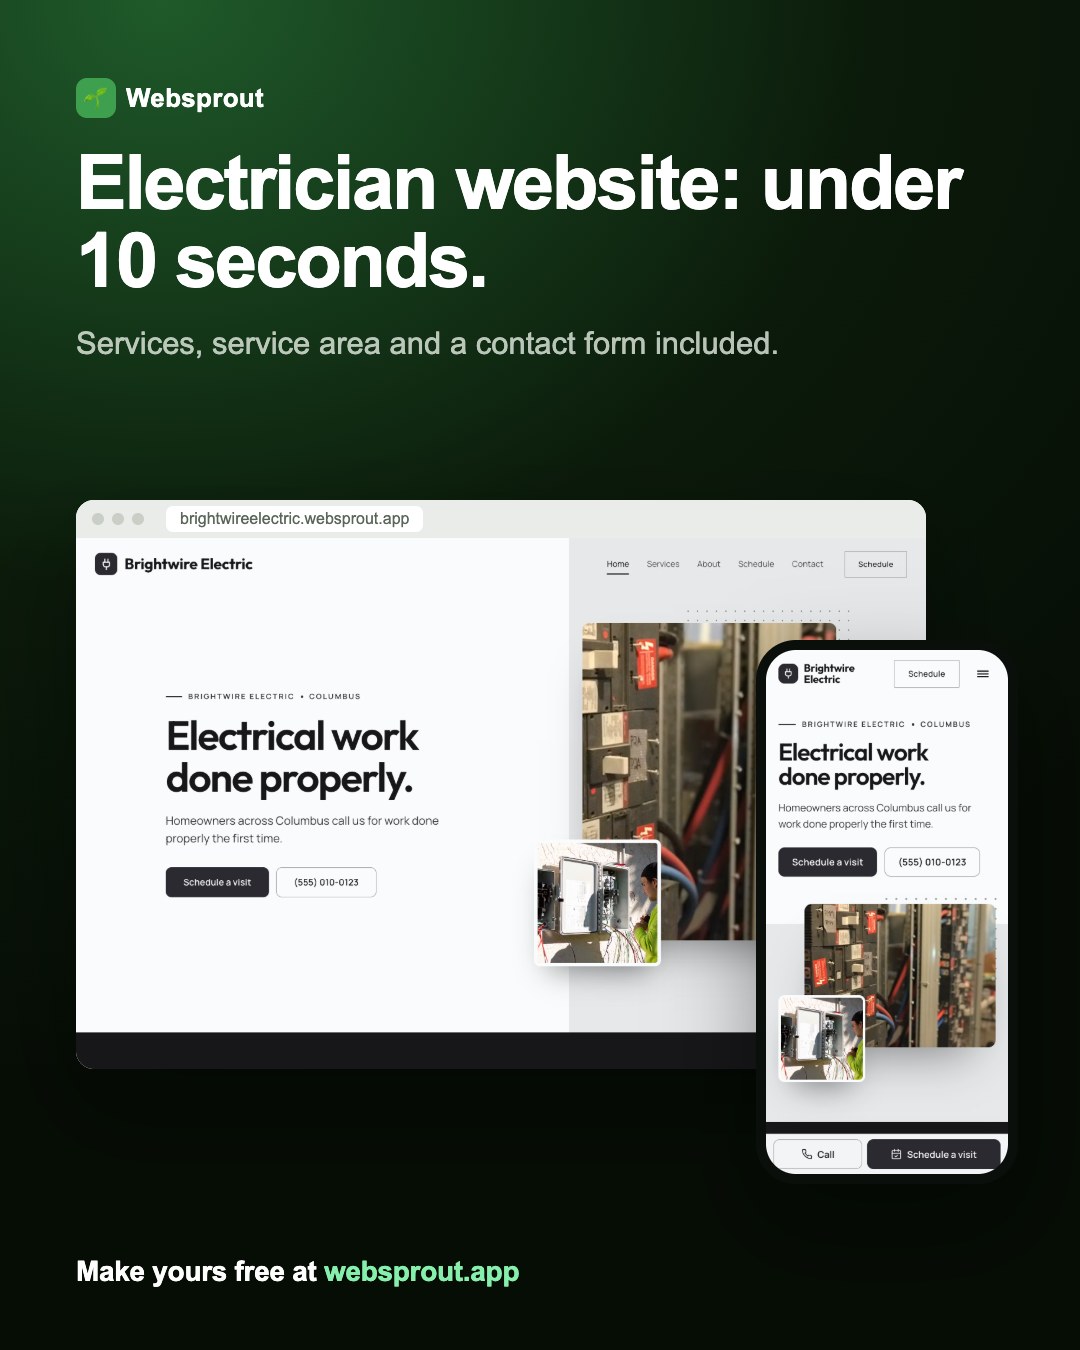 Websprout
Electrician website: under
10 seconds.
Services, service area and a contact form included.
brightwireelectric.websprout.app
Brightwire Electric
Home Services About Schedule Contact Schedule
BRIGHTWIRE ELECTRIC • COLUMBUS
Electrical work
done properly.
Homeowners across Columbus call us for work done
properly the first time.
Schedule a visit (555) 010-0123
Brightwire
Electric
Schedule
BRIGHTWIRE ELECTRIC • COLUMBUS
Electrical work
done properly.
Homeowners across Columbus call us for
work done properly the first time.
Schedule a visit (555) 010-0123
Call Schedule a visit
Make yours free at websprout.app